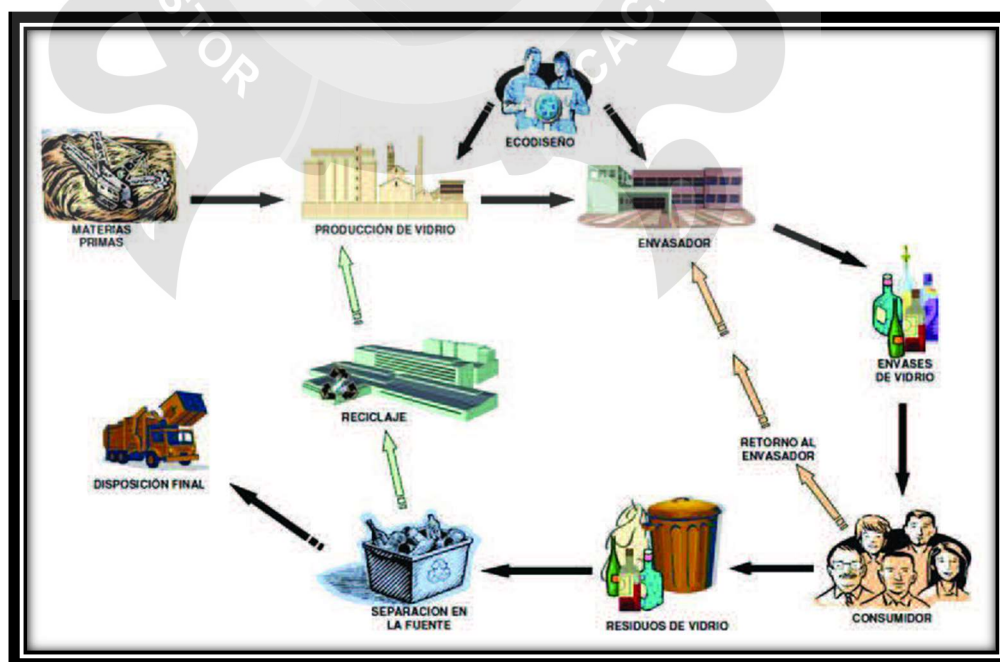 ECODISEÑO
MATERIAS
PRIMAS
PRODUCCIÓN DE VIDRIO
ENVASADOR
ENVASES
DE VIDRIO
RECICLAJE
RETORNO AL
ENVASADOR
DISPOSICIÓN FINAL
SEPARACION EN
LA FUENTE
RESIDUOS DE VIDRIO
CONSUMIDOR